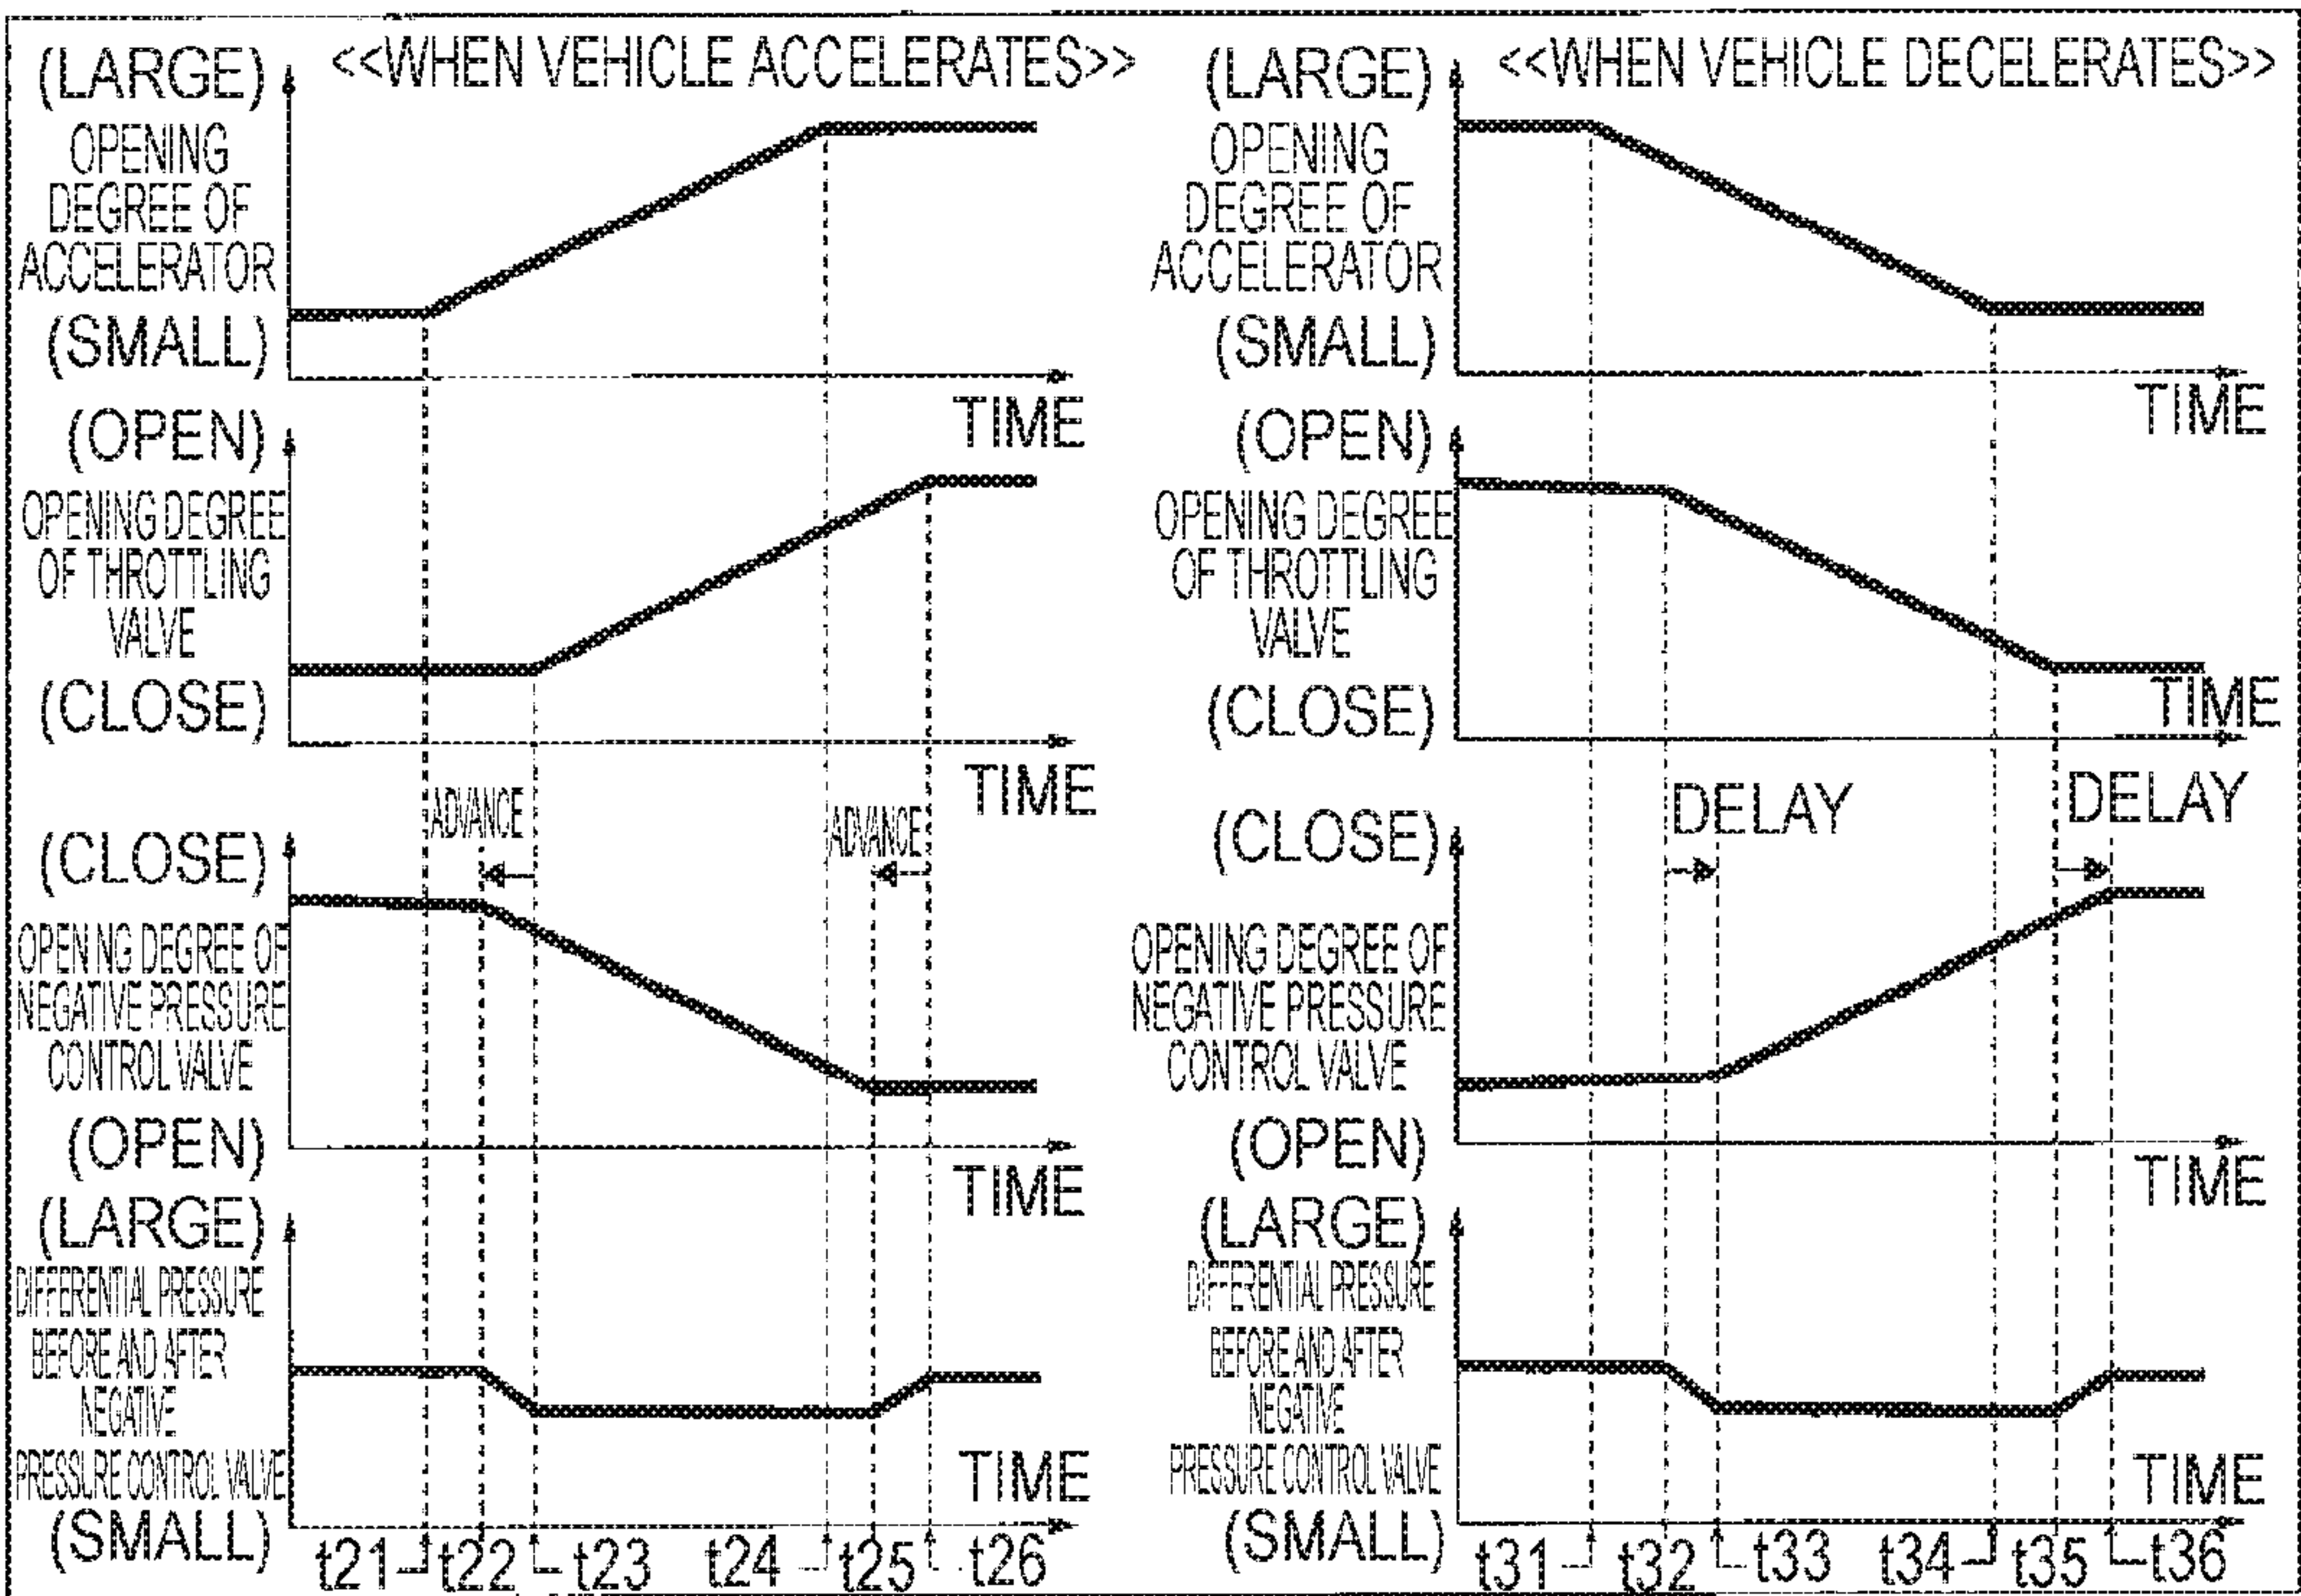 <<WHEN VEHICLE ACCELERATES>>
(LARGE)
OPENING
DEGREE OF
ACCELERATOR
(SMALL)
TIME
(OPEN)
OPENING DEGREE
OF THROTTLING
VALVE
(CLOSE)
TIME
ADVANCE
ADVANCE
(CLOSE)
OPENING DEGREE OF
NEGATIVE PRESSURE
CONTROL VALVE
(OPEN)
TIME
(LARGE)
DIFFERENTIAL PRESSURE
BEFORE AND AFTER
NEGATIVE
PRESSURE CONTROL VALVE
(SMALL)
TIME
t21 t22 t23 t24 t25 t26
<<WHEN VEHICLE DECELERATES>>
(LARGE)
OPENING
DEGREE OF
ACCELERATOR
(SMALL)
TIME
(OPEN)
OPENING DEGREE
OF THROTTLING
VALVE
(CLOSE)
TIME
DELAY
DELAY
(CLOSE)
OPENING DEGREE OF
NEGATIVE PRESSURE
CONTROL VALVE
(OPEN)
TIME
(LARGE)
DIFFERENTIAL PRESSURE
BEFORE AND AFTER
NEGATIVE
PRESSURE CONTROL VALVE
(SMALL)
TIME
t31 t32 t33 t34 t35 t36